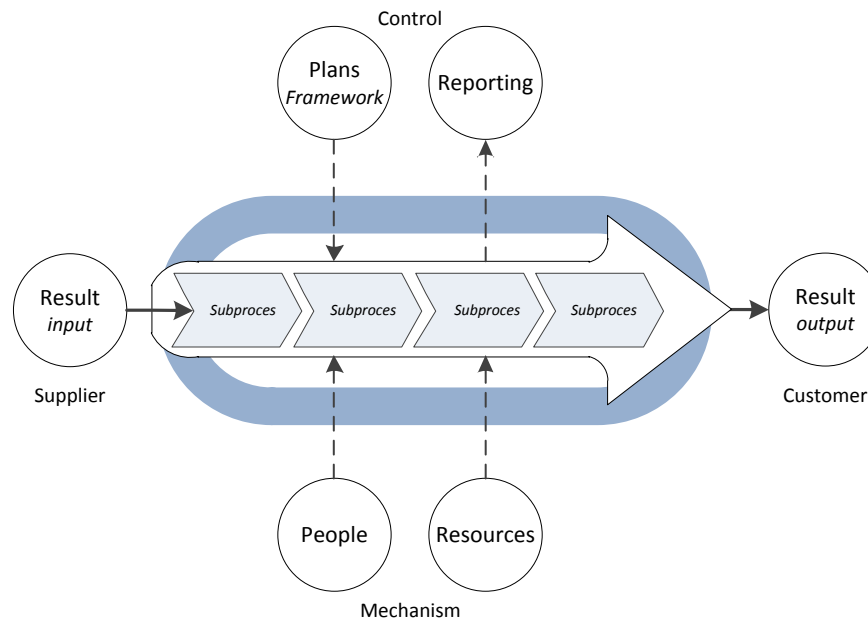 Control
Plans
Framework
Reporting
Result
input
Subproces
Subproces
Subproces
Subproces
Result
output
Supplier
Customer
People
Resources
Mechanism